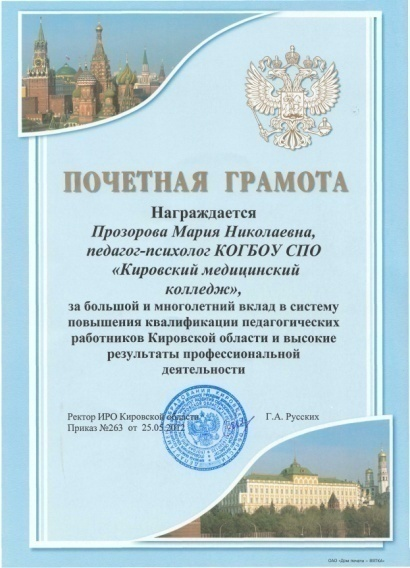 ПОЧЕТНАЯ ГРАМОТА
Награждается
Прозорова Мария Николаевна,
педагог-психолог КОГБОУ СПО
«Кировский медицинский
колледж»,
за большой и многолетний вклад в систему
повышения квалификации педагогических
работников Кировской области и высокие
результаты профессиональной
деятельности
Ректор ИРО Кировской области
Г.А. Русских
Приказ №263 от 25.05.2012